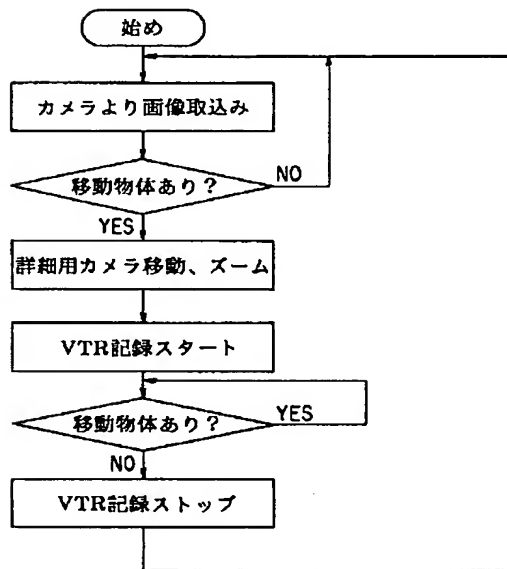 始め
カメラより画像取込み
移動物体あり?
NO
YES
詳細用カメラ移動、ズーム
VTR記録スタート
移動物体あり?
YES
NO
VTR記録ストップ